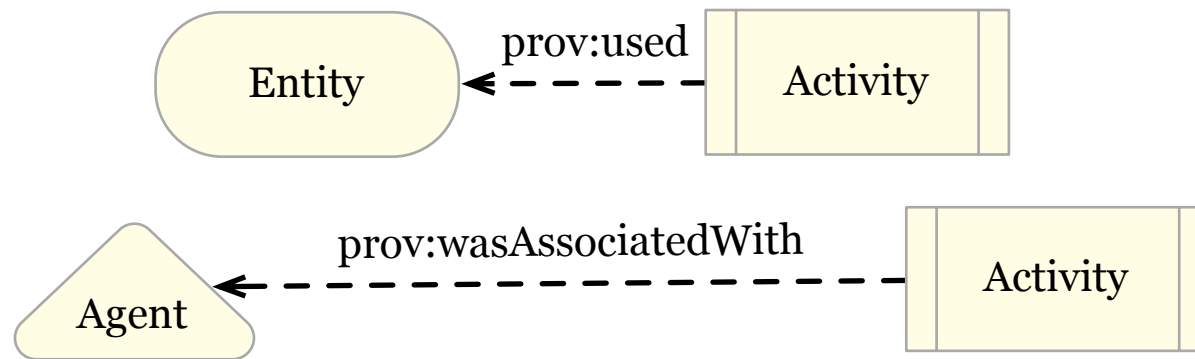 prov:used
Entity
Activity
prov:wasAssociatedWith
Activity
Agent